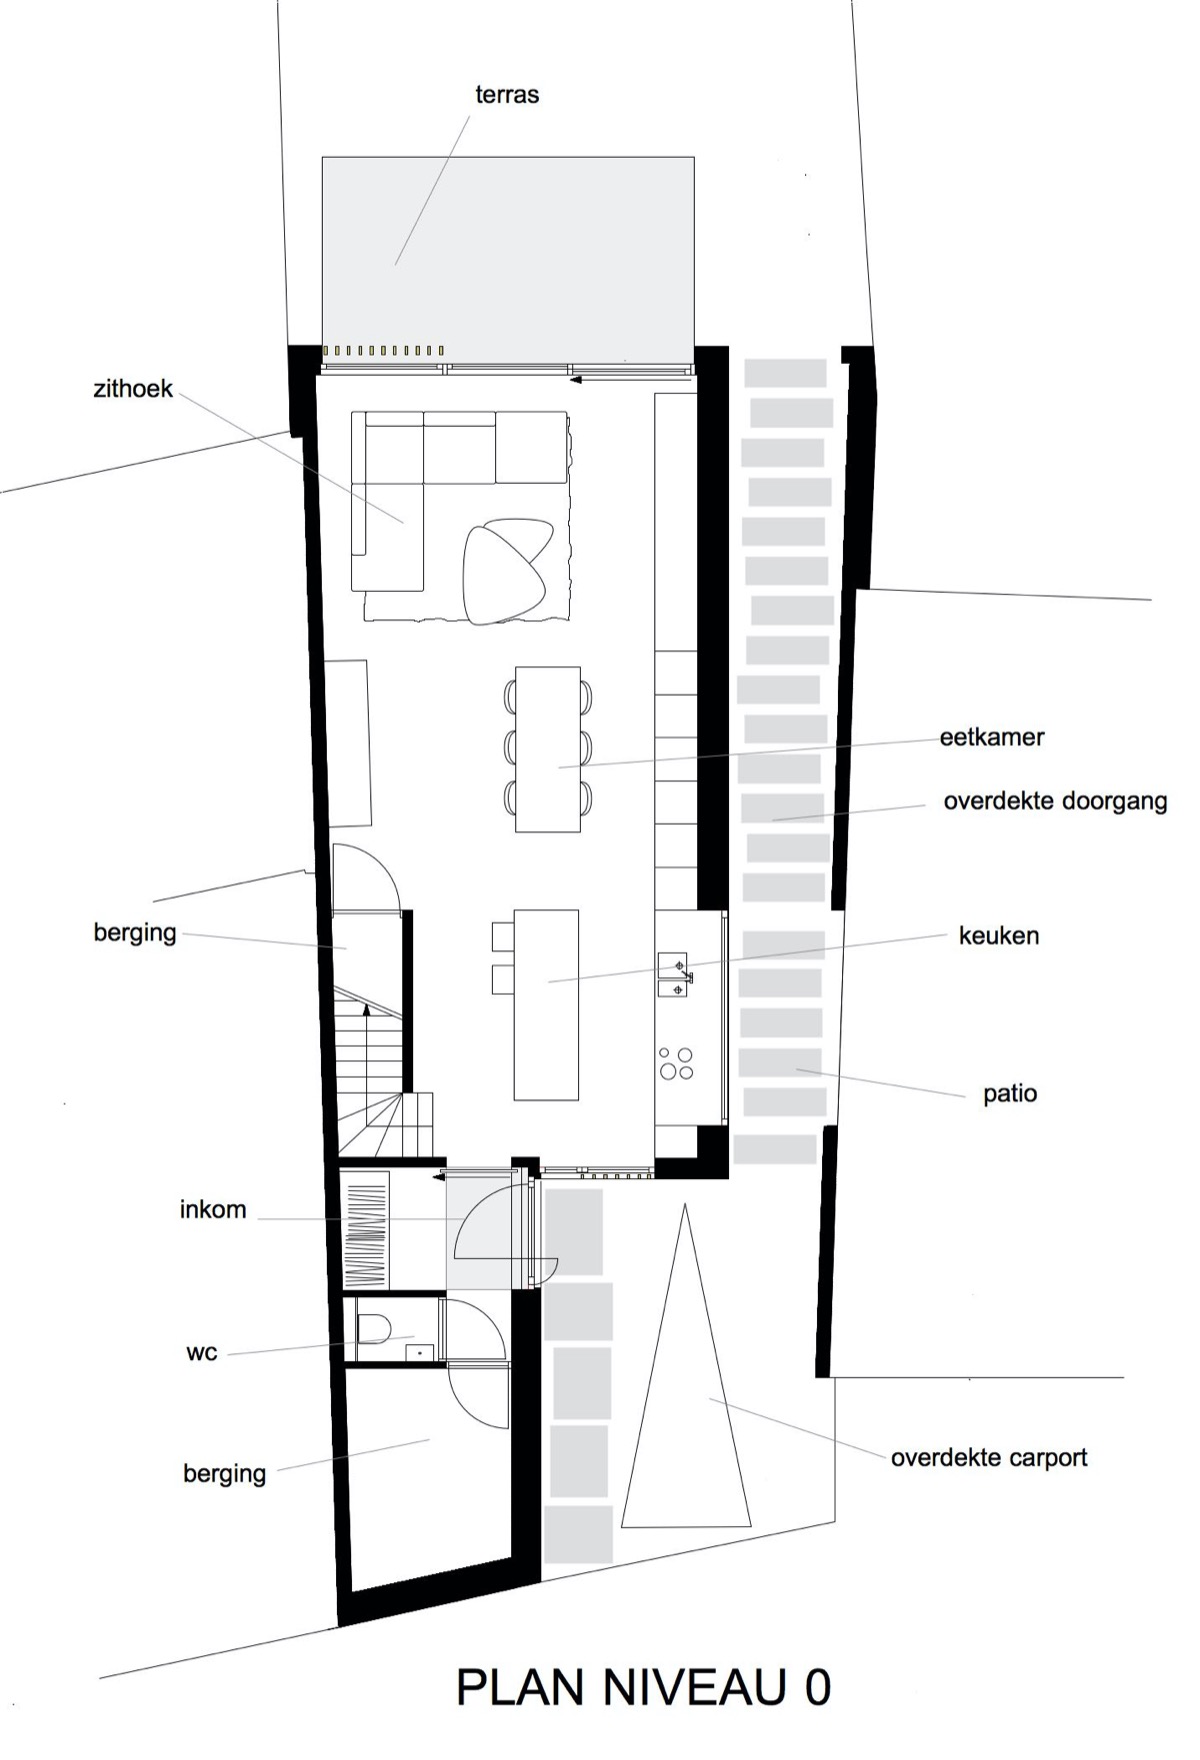 terras
zithoek
eetkamer
overdekte doorgang
berging
keuken
patio
inkom
wc
overdekte carport
berging
PLAN NIVEAU 0